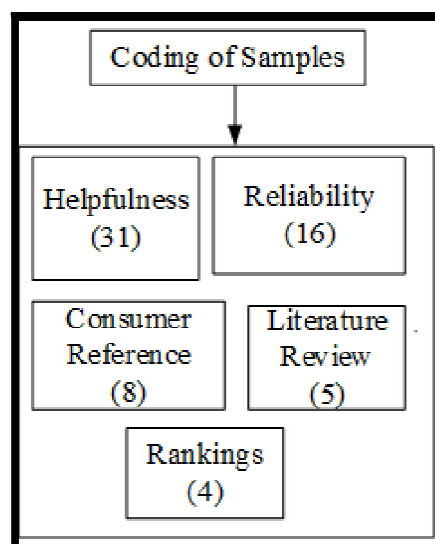 Coding of Samples
Helpfulness
(31)
Reliability
(16)
Consumer
Reference
(8)
Literature
Review
(5)
Rankings
(4)